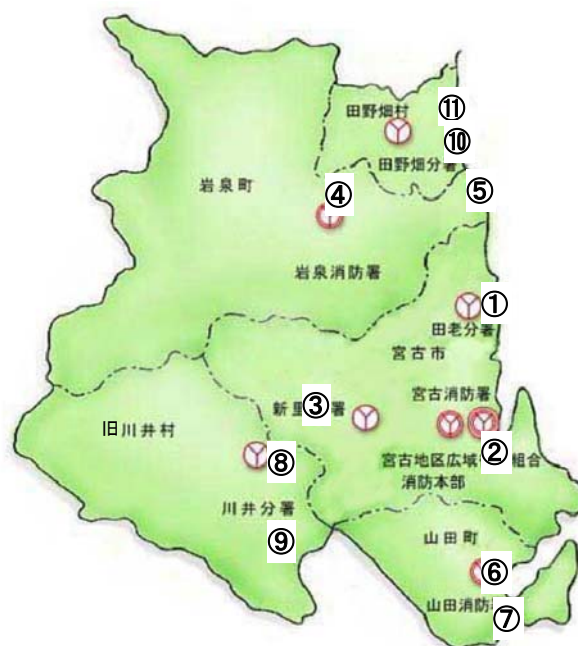 田野畑村
⑪
⑩
田野畑分署
④
⑤
岩泉町
岩泉消防署
①
田老分署
宮古市
宮古消防署
新里
③
署
②
旧川井村
宮古地区広域
組合
消防本部
⑧
川井分署
⑨
山田町
⑥
山田消防
⑦